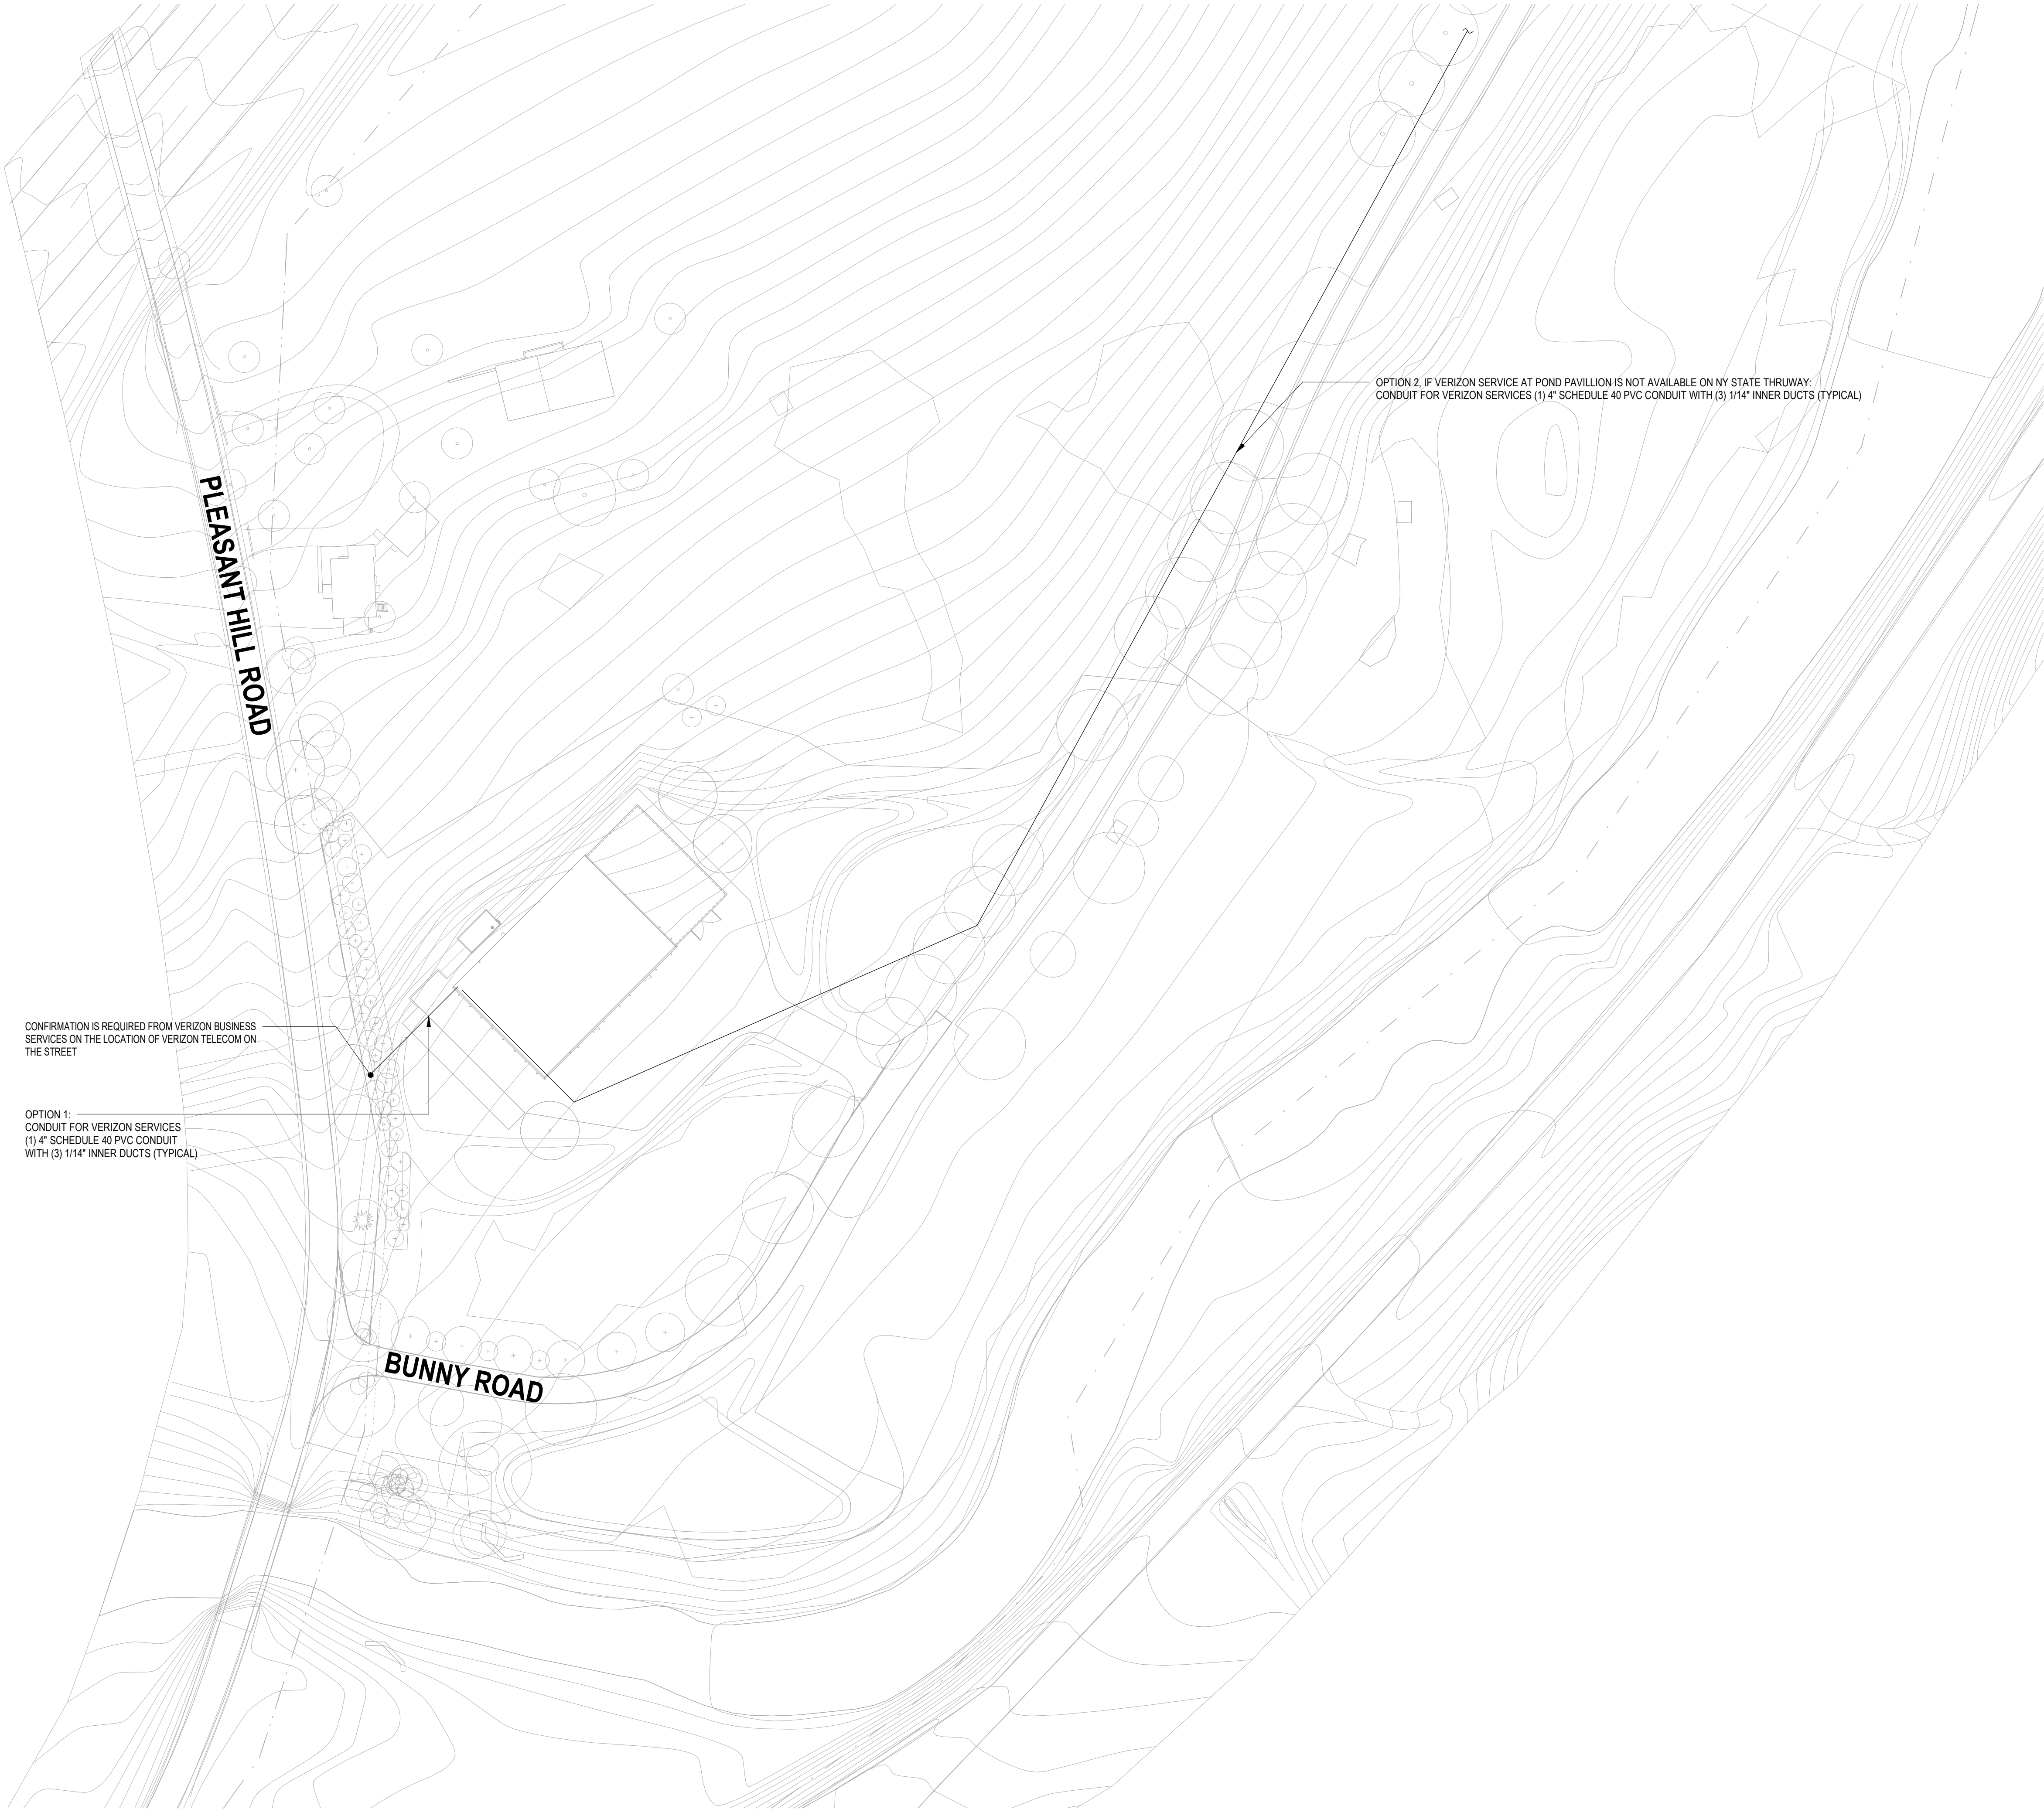 OPTION 2, IF VERIZON SERVICE AT POND PAVILLION IS NOT AVAILABLE ON NY STATE THRUWAY:
CONDUIT FOR VERIZON SERVICES (1) 4" SCHEDULE 40 PVC CONDUIT WITH (3) 1/14" INNER DUCTS (TYPICAL)
PLEASANT HILL ROAD
CONFIRMATION IS REQUIRED FROM VERIZON BUSINESS
SERVICES ON THE LOCATION OF VERIZON TELECOM ON
THE STREET
OPTION 1:
CONDUIT FOR VERIZON SERVICES
(1) 4" SCHEDULE 40 PVC CONDUIT
WITH (3) 1/14" INNER DUCTS (TYPICAL)
BUNNY ROAD